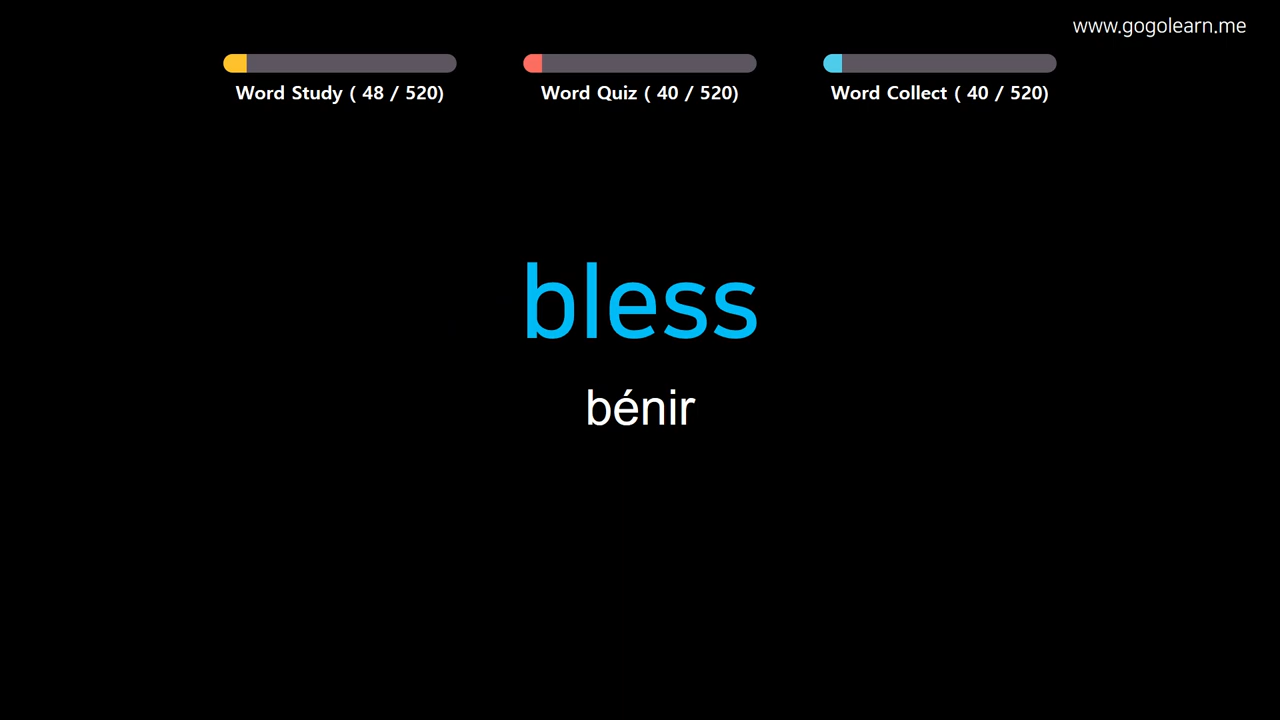 www.gogolearn.me
Word Study ( 48 / 520)
Word Quiz ( 40 / 520)
Word Collect ( 40 / 520)
bless
bénir